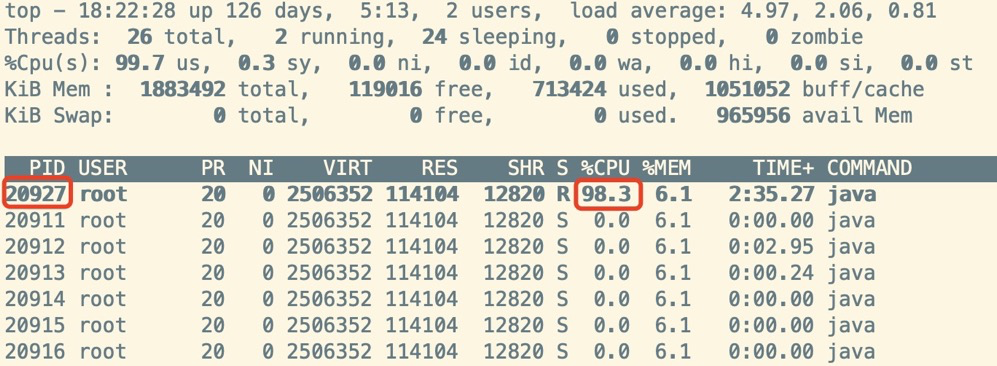 top - 18:22:28 up 126 days,  5:13,  2 users,  load average: 4.97, 2.06, 0.81
Threads:  26 total,   2 running,  24 sleeping,   0 stopped,   0 zombie
%Cpu(s): 99.7 us,  0.3 sy,  0.0 ni,  0.0 id,  0.0 wa,  0.0 hi,  0.0 si,  0.0 st
KiB Mem :  1883492 total,   119016 free,   713424 used,  1051052 buff/cache
KiB Swap:        0 total,        0 free,        0 used.   965956 avail Mem
PID USER PR NI VIRT RES SHR S %CPU %MEM TIME+ COMMAND
20927 root 20 0 2506352 114104 12820 R 98.3 6.1 2:35.27 java
20911 root 20 0 2506352 114104 12820 S 0.0 6.1 0:00.00 java
20912 root 20 0 2506352 114104 12820 S 0.0 6.1 0:02.95 java
20913 root 20 0 2506352 114104 12820 S 0.0 6.1 0:00.24 java
20914 root 20 0 2506352 114104 12820 S 0.0 6.1 0:00.00 java
20915 root 20 0 2506352 114104 12820 S 0.0 6.1 0:00.00 java
20916 root 20 0 2506352 114104 12820 S 0.0 6.1 0:00.00 java